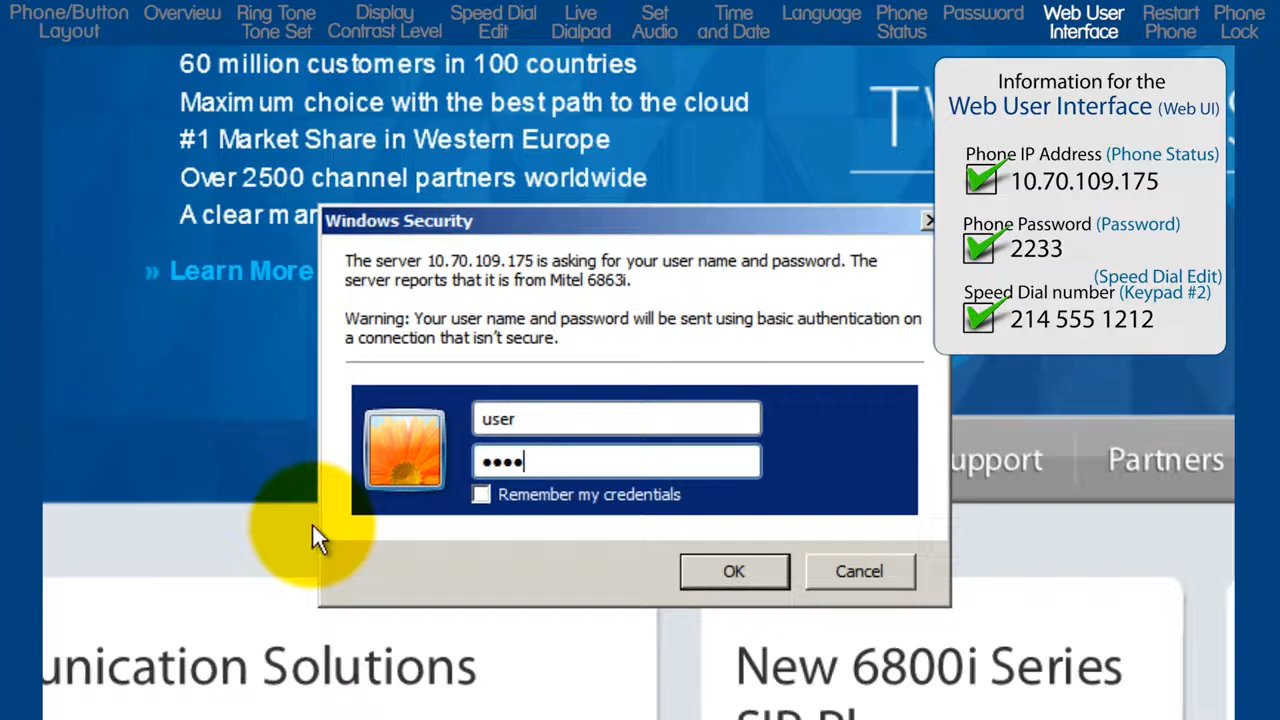 Phone/Button Layout
Overview
Ring Tone Tone Set
Display Contrast Level
Speed Dial Edit
Live Dialpad
Set Audio
Time and Date
Language
Phone Status
Password
Web User Interface
Restart Phone
Phone Lock
60 million customers in 100 countries
Maximum choice with the best path to the cloud
#1 Market Share in Western Europe
Over 2500 channel partners worldwide
A clear mar
» Learn More
Information for the
Web User Interface (Web UI)
Phone IP Address (Phone Status)
10.70.109.175
Phone Password (Password)
2233
(Speed Dial Edit)
Speed Dial number (Keypad #2)
214 555 1212
Windows Security
The server 10.70.109.175 is asking for your user name and password. The
server reports that it is from Mitel 6863i.
Warning: Your user name and password will be sent using basic authentication on
a connection that isn't secure.
user
●●●●
Remember my credentials
OK
Cancel
upport
Partners
unication Solutions
New 6800i Series